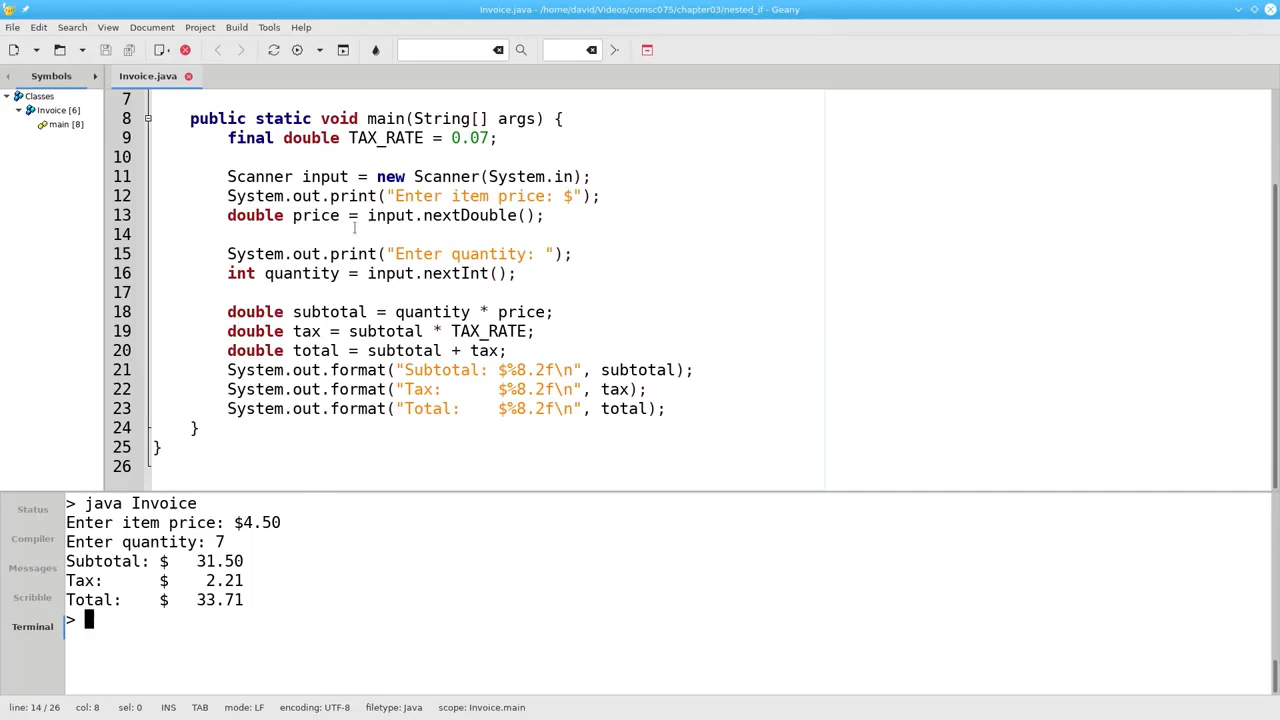 Invoice.java - /home/david/Videos/comsc075/chapter03/nested_if - Geany
File Edit Search View Document Project Build Tools Help
Symbols Invoice.java
Classes
Invoice [6]
main [8]
7
8 public static void main(String[] args) {
9 final double TAX_RATE = 0.07;
10
11 Scanner input = new Scanner(System.in);
12 System.out.print("Enter item price: $");
13 double price = input.nextDouble();
14
15 System.out.print("Enter quantity: ");
16 int quantity = input.nextInt();
17
18 double subtotal = quantity * price;
19 double tax = subtotal * TAX_RATE;
20 double total = subtotal + tax;
21 System.out.format("Subtotal: $%8.2f\n", subtotal);
22 System.out.format("Tax:      $%8.2f\n", tax);
23 System.out.format("Total:    $%8.2f\n", total);
24 }
25 }
26
Status
Compiler
Messages
Scribble
Terminal
> java Invoice
Enter item price: $4.50
Enter quantity: 7
Subtotal: $   31.50
Tax:      $    2.21
Total:    $   33.71
>
line: 14 / 26 col: 8 sel: 0 INS TAB mode: LF encoding: UTF-8 filetype: Java scope: Invoice.main